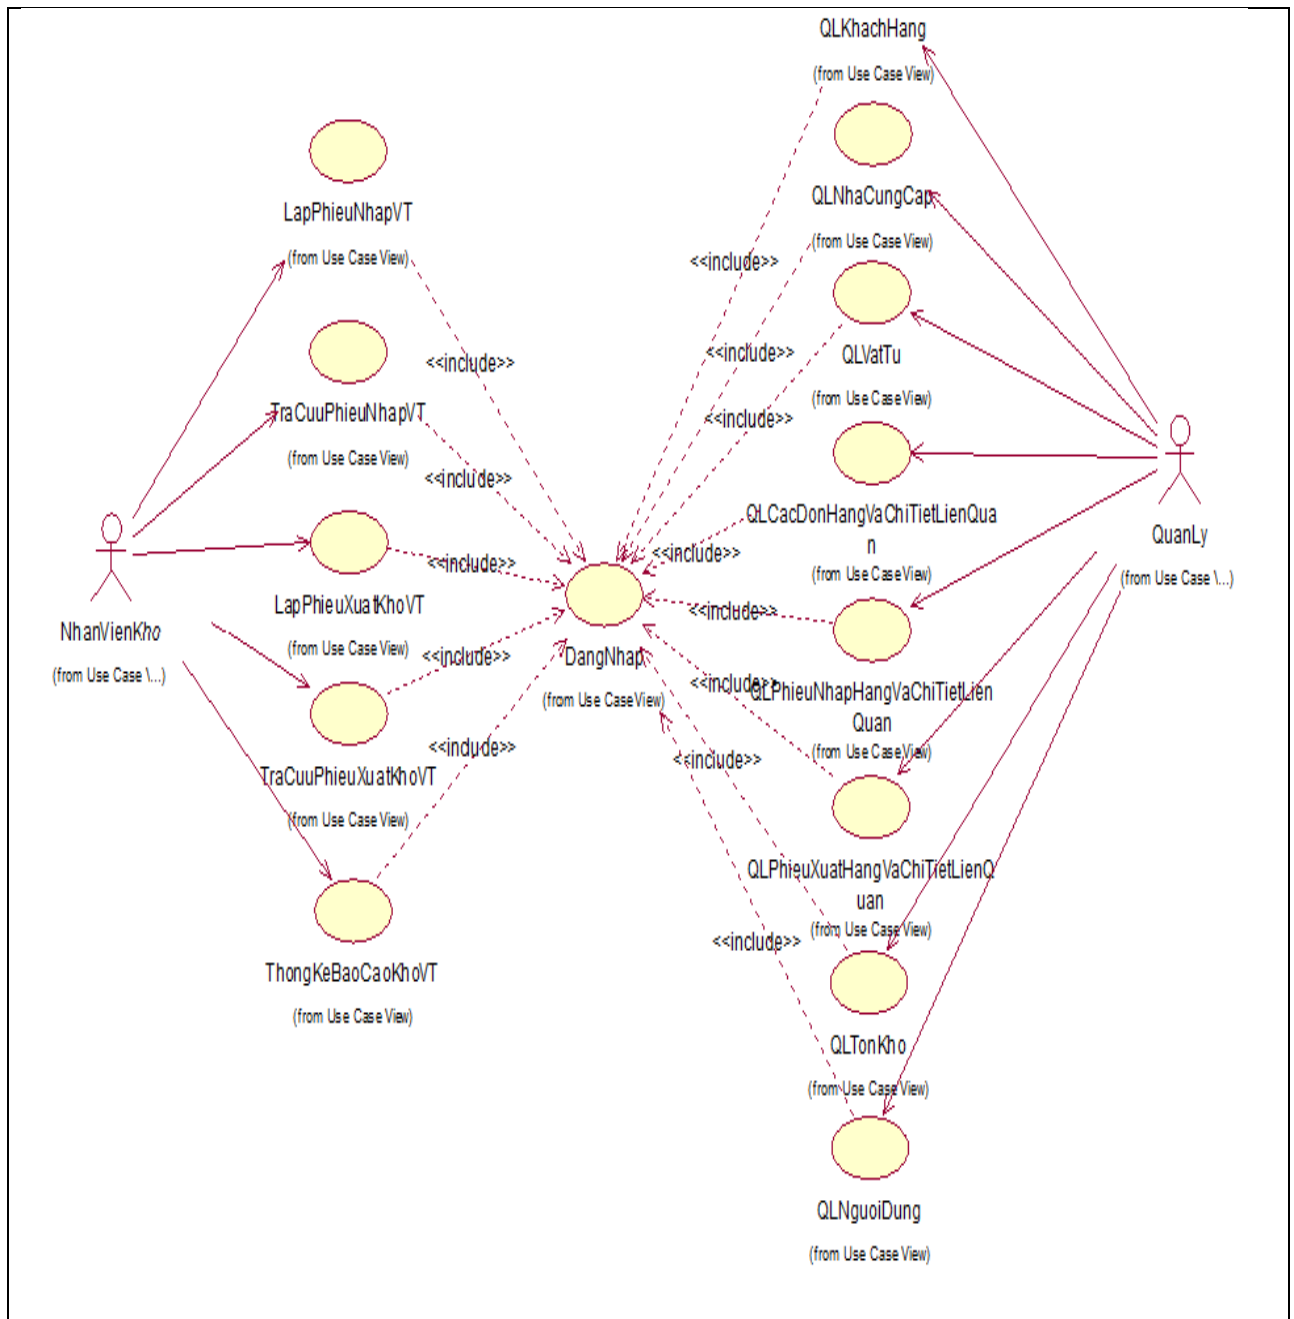 QLKhachHang
(from Use Case View)
LapPhieuNhapVT
(from Use Case View)
QLNhaCungCap
(from Use Case View)
<<include>>
<<include>>
<<include>>
QLVatTu
(from Use Case View)
TraCuuPhieuNhapVT
(from Use Case View)
<<include>>
<<include>>
QLCacDonHangVaChiTietLienQua
n
(from Use Case View)
QuanLy
(from Use Case \...)
<<include>>
<<include>>
<<include>>
LapPhieuXuatKhoVT
(from Use Case View)
NhanVienKho
(from Use Case \...)
<<include>>
DangNhap
(from Use Case View)
<<include>>
QLPhieuNhapHangVaChiTietLien
Quan
(from Use Case View)
<<include>>
<<include>>
TraCuuPhieuXuatKhoVT
(from Use Case View)
QLPhieuXuatHangVaChiTietLienQ
uan
(from Use Case View)
<<include>>
ThongKeBaoCaoKhoVT
(from Use Case View)
QLTonKho
(from Use Case View)
QLNguoiDung
(from Use Case View)